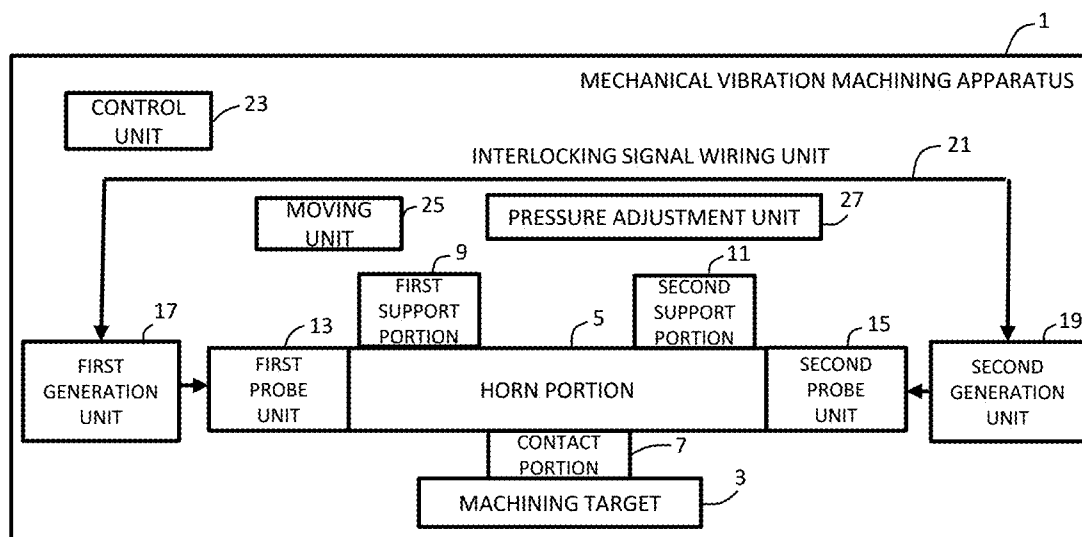 1
MECHANICAL VIBRATION MACHINING APPARATUS
CONTROL
UNIT
23
INTERLOCKING SIGNAL WIRING UNIT
21
MOVING
UNIT
25
PRESSURE ADJUSTMENT UNIT
27
9
FIRST
SUPPORT
PORTION
11
SECOND
SUPPORT
PORTION
17
FIRST
GENERATION
UNIT
13
FIRST
PROBE
UNIT
5
HORN PORTION
15
SECOND
PROBE
UNIT
19
SECOND
GENERATION
UNIT
CONTACT
PORTION
7
MACHINING TARGET
3